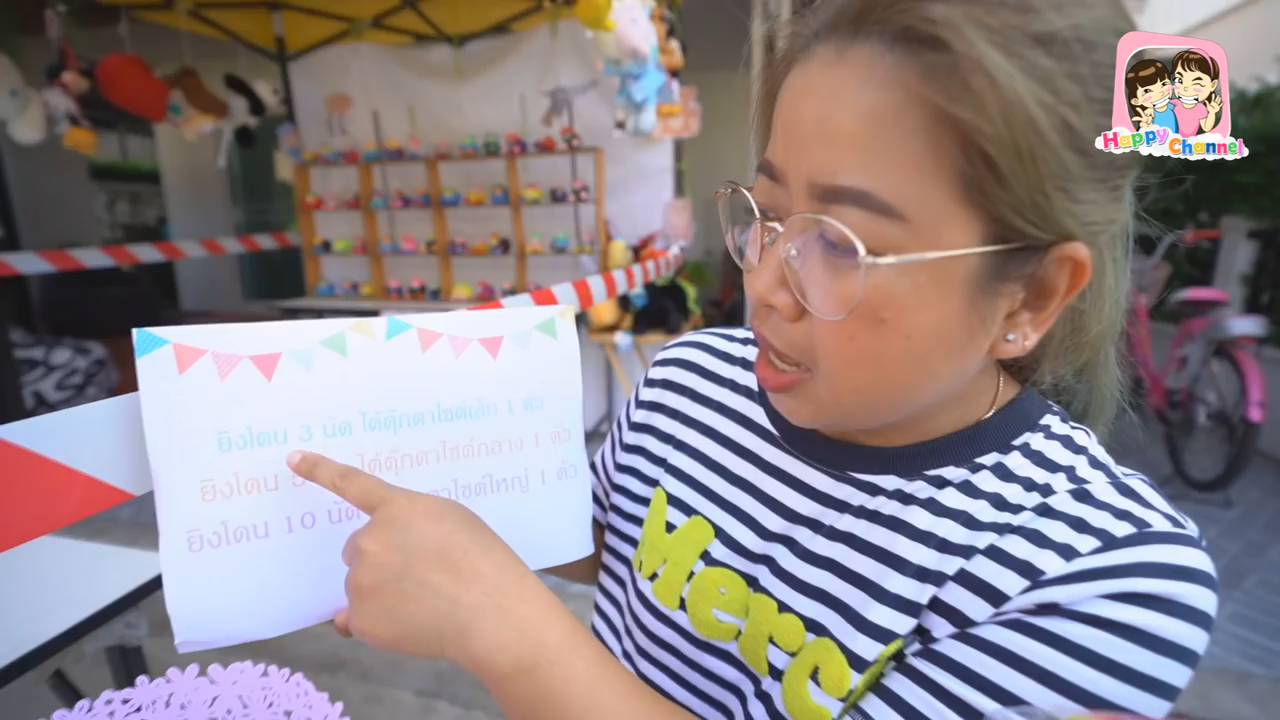 Happy Channel
ยิงโดน 3 นัด ได้ตุ๊กตาไซต์เล็ก 1 ตัว
ยิงโดน ได้ตุ๊กตาไซต์กลาง 1 ตัว
ยิงโดน 10 นัด ไซต์ใหญ่ 1 ตัว
Merc